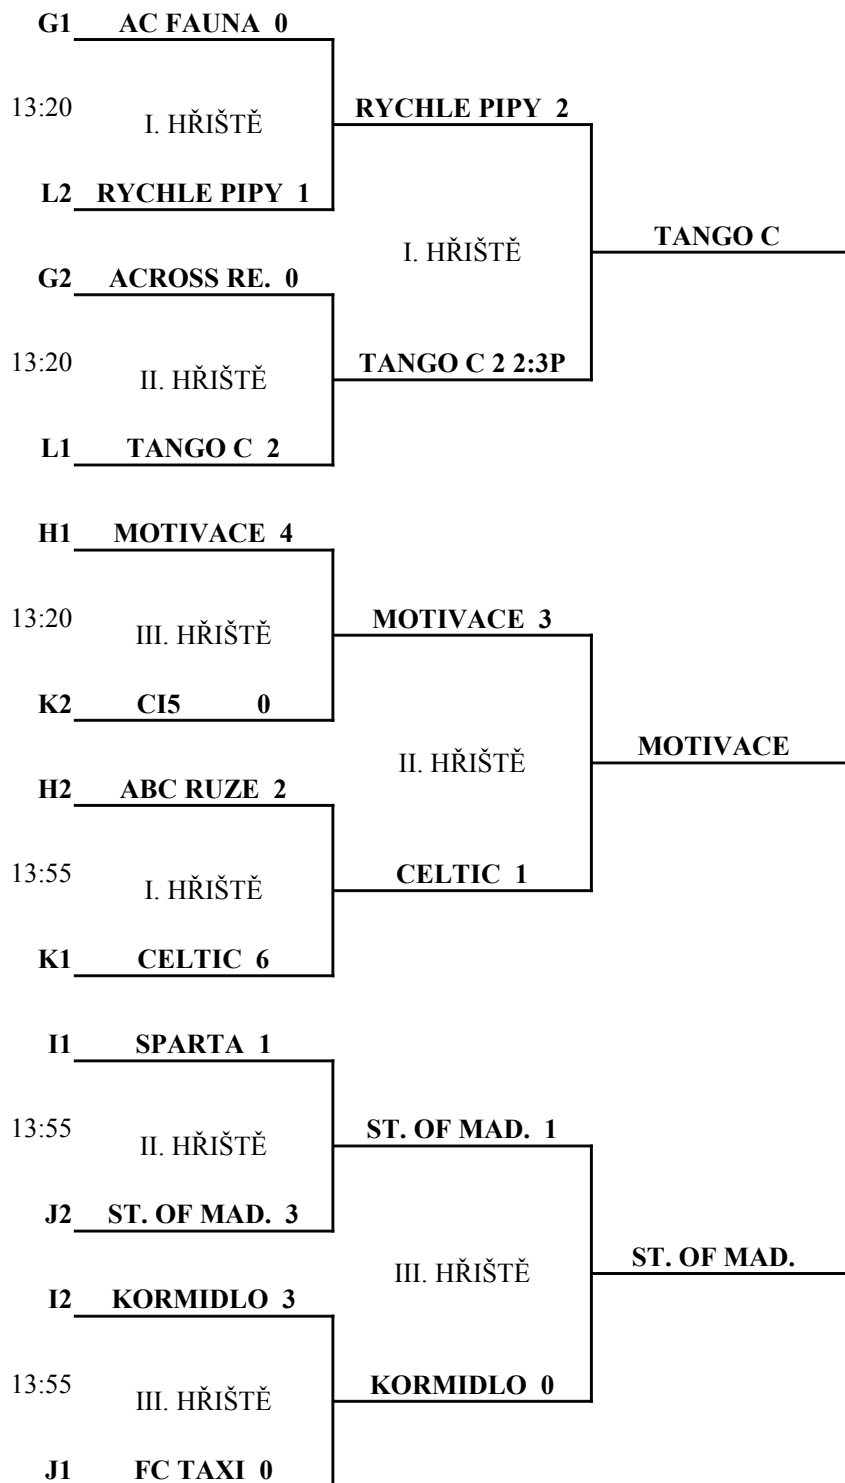 G1 AC FAUNA 0
13:20 I. HŘIŠTĚ RYCHLE PIPY 2
L2 RYCHLE PIPY 1
I. HŘIŠTĚ TANGO C
G2 ACROSS RE. 0
13:20 II. HŘIŠTĚ TANGO C 2 2:3P
L1 TANGO C 2
H1 MOTIVACE 4
13:20 III. HŘIŠTĚ MOTIVACE 3
K2 CI5 0
II. HŘIŠTĚ MOTIVACE
H2 ABC RUZE 2
13:55 I. HŘIŠTĚ CELTIC 1
K1 CELTIC 6
I1 SPARTA 1
13:55 II. HŘIŠTĚ ST. OF MAD. 1
J2 ST. OF MAD. 3
III. HŘIŠTĚ ST. OF MAD.
I2 KORMIDLO 3
13:55 III. HŘIŠTĚ KORMIDLO 0
J1 FC TAXI 0